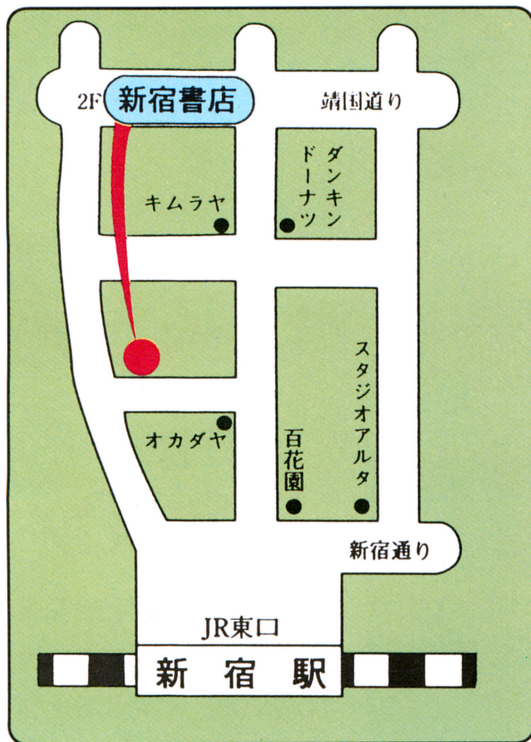 2F 新宿書店
靖国道り
キムラヤ
ダンキン
ドーナツ
スタジオアルタ
オカダヤ
百花園
新宿通り
JR東口
新宿駅